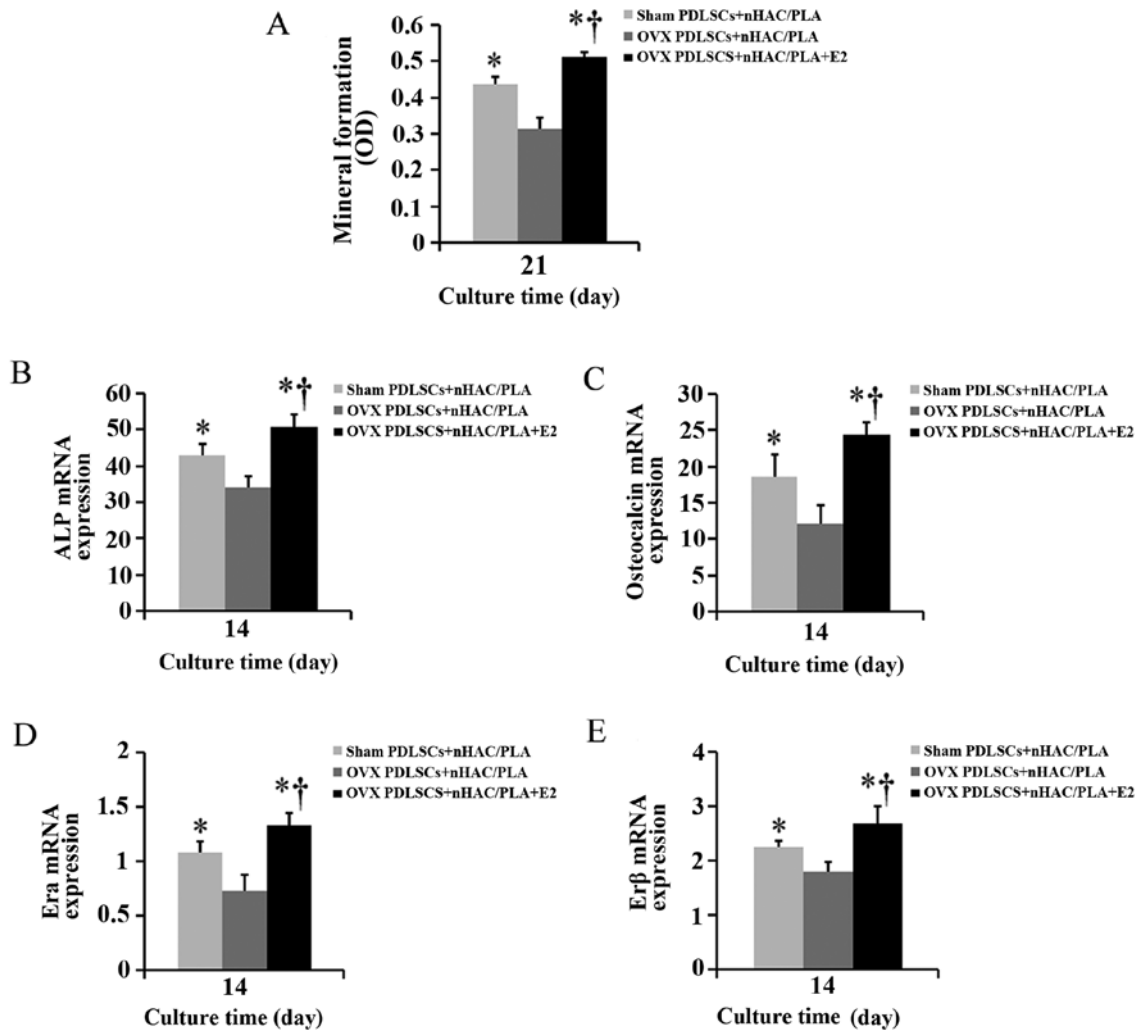 A
Sham PDLSCs+nHAC/PLA
OVX PDLSCs+nHAC/PLA
OVX PDLSCS+nHAC/PLA+E2
Mineral formation
(OD)
0.6
0.5
0.4
0.3
0.2
0.1
0
*
*†
21
Culture time (day)
B
Sham PDLSCs+nHAC/PLA
OVX PDLSCs+nHAC/PLA
OVX PDLSCS+nHAC/PLA+E2
ALP mRNA
expression
60
50
40
30
20
10
0
*
*†
14
Culture time (day)
C
Sham PDLSCs+nHAC/PLA
OVX PDLSCs+nHAC/PLA
OVX PDLSCS+nHAC/PLA+E2
Osteocalcin mRNA
expression
30
25
20
15
10
5
0
*
*†
14
Culture time (day)
D
Sham PDLSCs+nHAC/PLA
OVX PDLSCs+nHAC/PLA
OVX PDLSCS+nHAC/PLA+E2
Era mRNA
expression
2
1.5
1
0.5
0
*
*†
14
Culture time (day)
E
Sham PDLSCs+nHAC/PLA
OVX PDLSCs+nHAC/PLA
OVX PDLSCS+nHAC/PLA+E2
Erβ mRNA
expression
4
3
2
1
0
*
*†
14
Culture time (day)